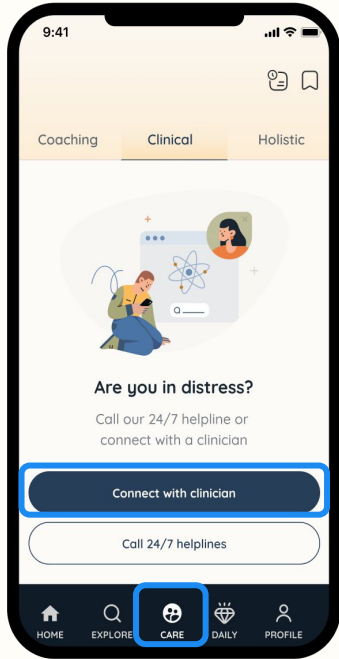 9:41
Coaching Clinical Holistic
Are you in distress?
Call our 24/7 helpline or
connect with a clinician
Connect with clinician
Call 24/7 helplines
HOME EXPLORE CARE DAILY PROFILE